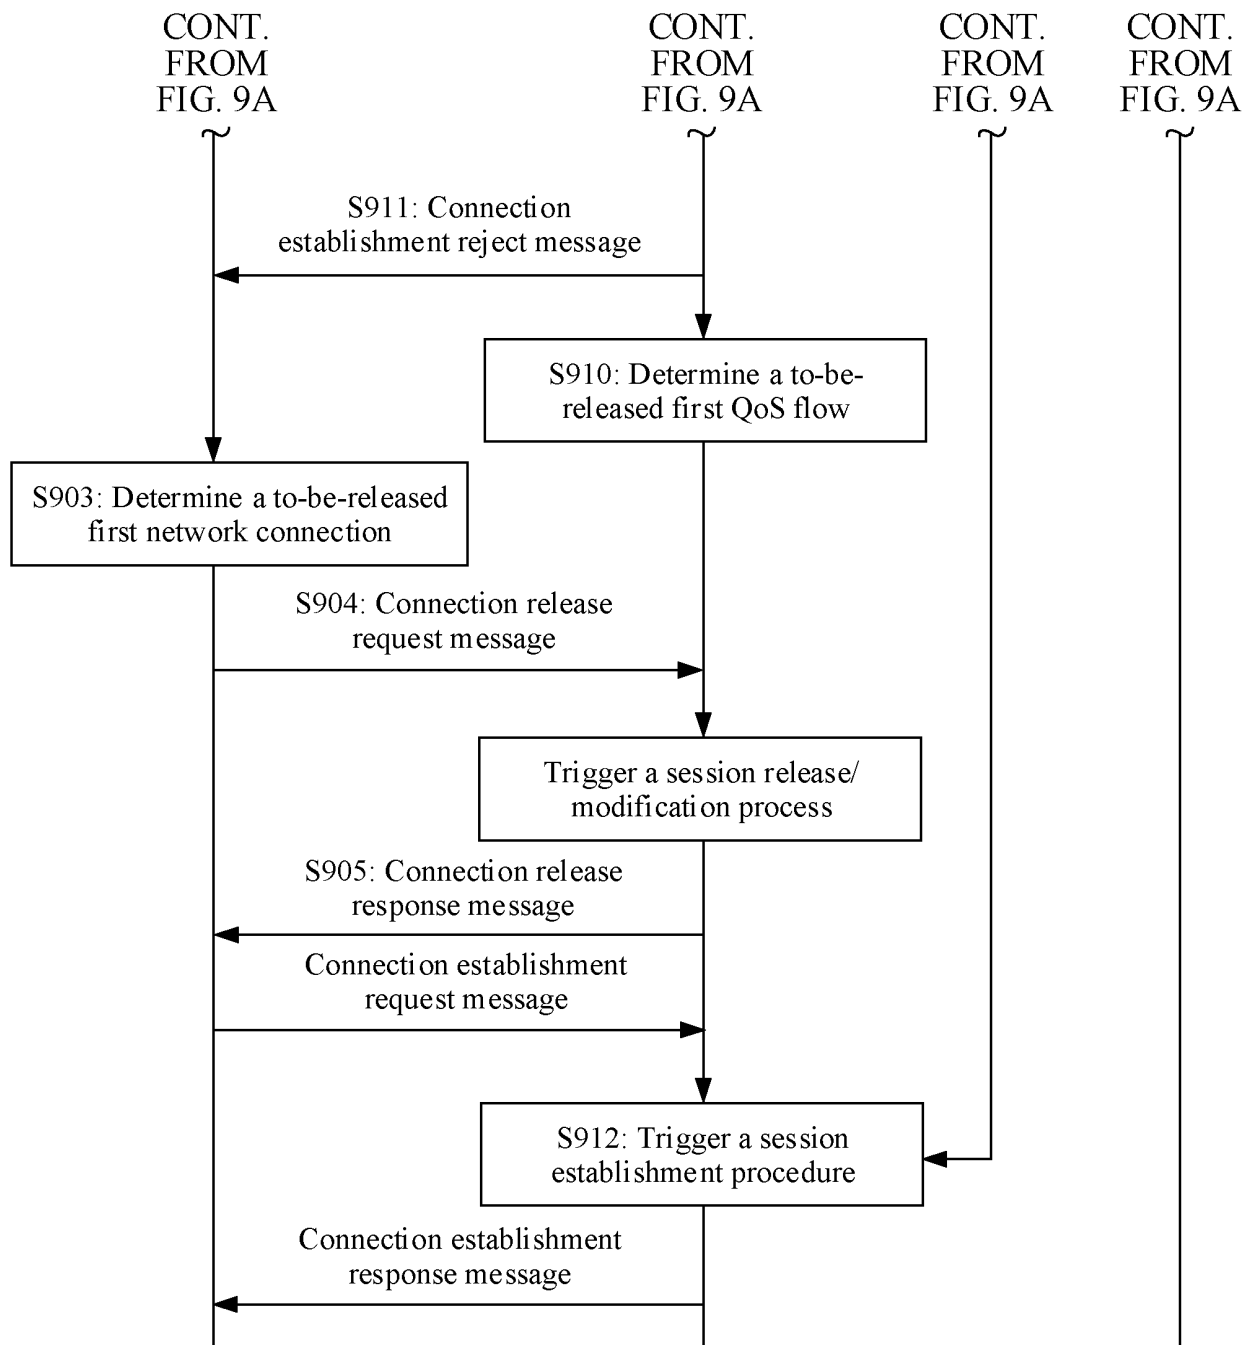 CONT.
FROM
FIG. 9A
CONT.
FROM
FIG. 9A
CONT.
FROM
FIG. 9A
CONT.
FROM
FIG. 9A
S911: Connection
establishment reject message
S910: Determine a to-be-
released first QoS flow
S903: Determine a to-be-released
first network connection
S904: Connection release
request message
Trigger a session release/
modification process
S905: Connection release
response message
Connection establishment
request message
S912: Trigger a session
establishment procedure
Connection establishment
response message